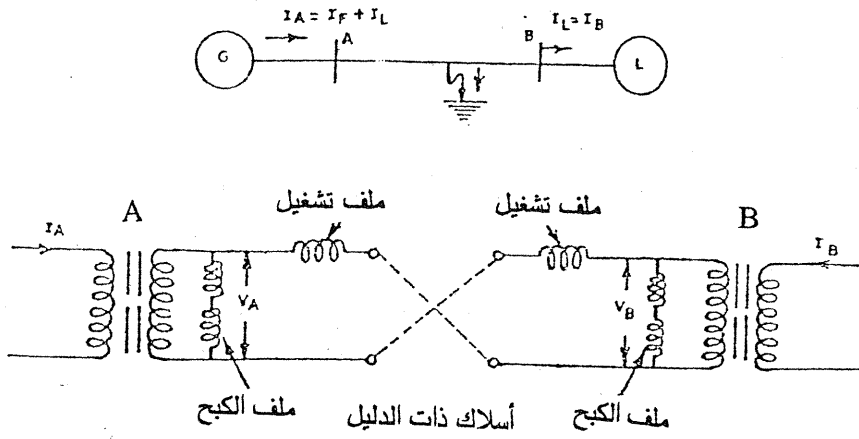 I_A = I_F + I_L
I_L = I_B
A
B
G
L
ملف تشغيل
ملف تشغيل
A
B
I_A
I_B
V_A
V_B
ملف الكبح
أسلاك ذات الدليل
ملف الكبح